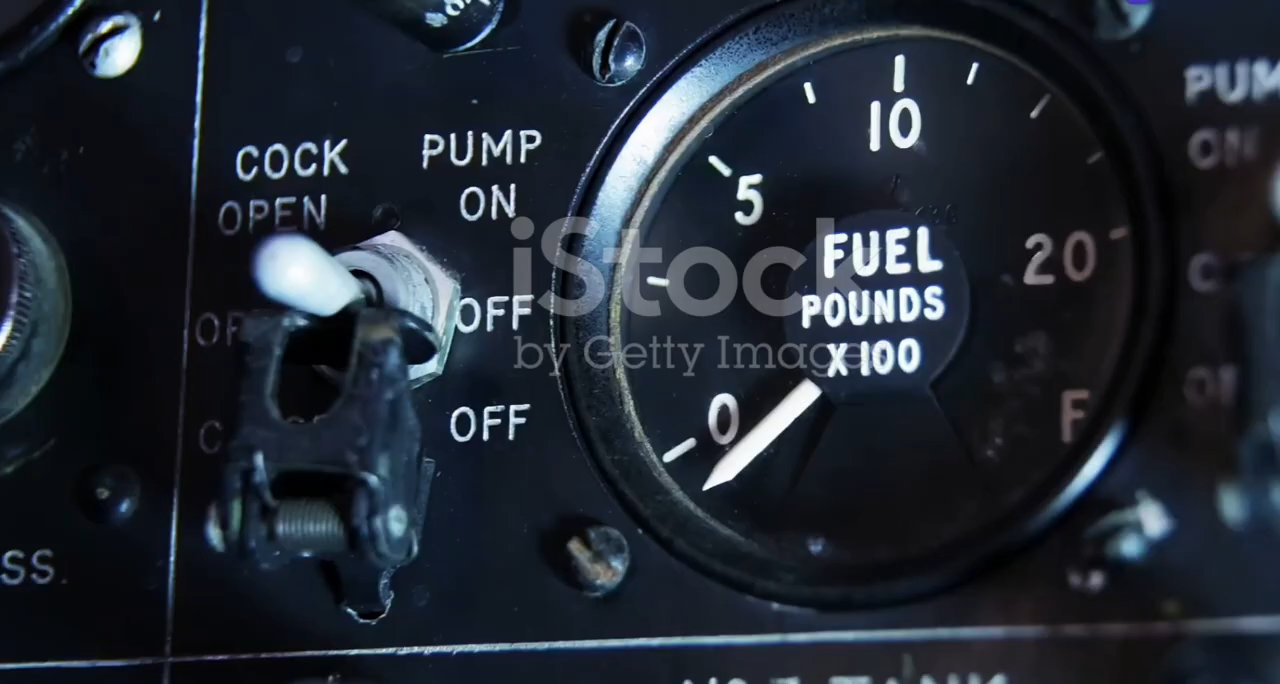 COCK
OPEN
PUMP
ON
OFF
OFF
SS.
10
5
FUEL
POUNDS
X 100
20
0
F
PUM
ON
iStock
by Getty Images